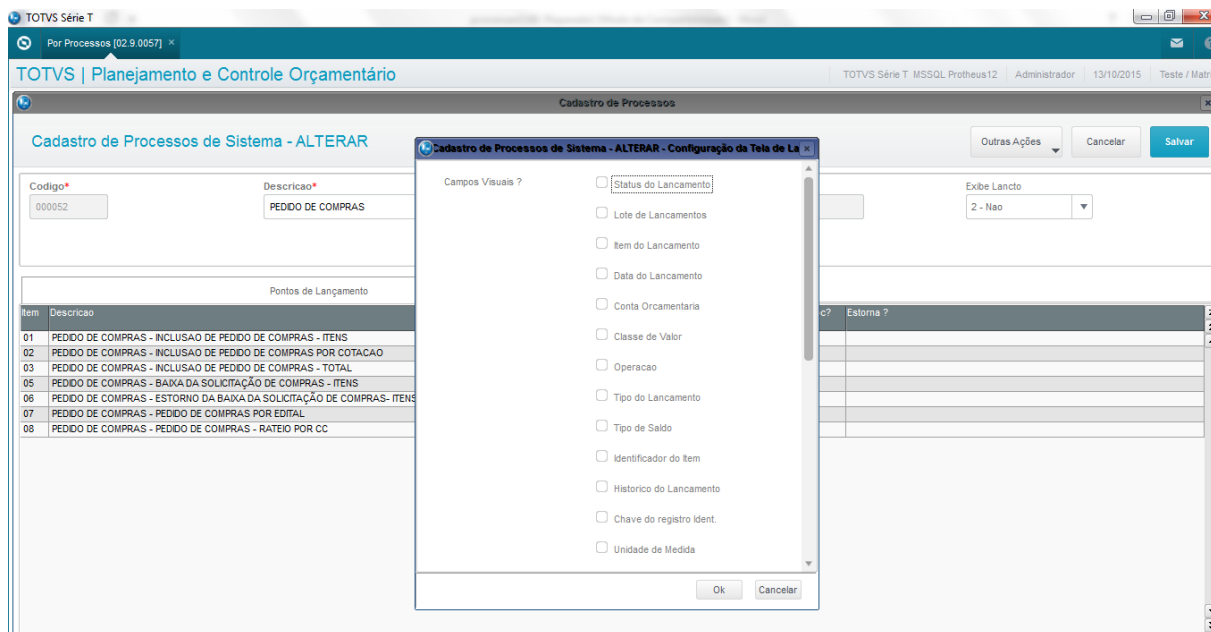 TOTVS Série T
Por Processos [02.9.0057] ×
TOTVS | Planejamento e Controle Orçamentário
TOTVS Série T MSSQL Protheus12 Administrador 13/10/2015 Teste / Matri
Cadastro de Processos
Cadastro de Processos de Sistema - ALTERAR
Outras Ações
Cancelar
Salvar
Codigo*
000052
Descricao*
PEDIDO DE COMPRAS
Exibe Lancto
2 - Nao
Pontos de Lançamento
Item Descricao c? Estorna ?
01 PEDIDO DE COMPRAS - INCLUSAO DE PEDIDO DE COMPRAS - ITENS
02 PEDIDO DE COMPRAS - INCLUSAO DE PEDIDO DE COMPRAS POR COTACAO
03 PEDIDO DE COMPRAS - INCLUSAO DE PEDIDO DE COMPRAS - TOTAL
05 PEDIDO DE COMPRAS - BAIXA DA SOLICITAÇÃO DE COMPRAS - ITENS
06 PEDIDO DE COMPRAS - ESTORNO DA BAIXA DA SOLICITAÇÃO DE COMPRAS- ITENS
07 PEDIDO DE COMPRAS - PEDIDO DE COMPRAS POR EDITAL
08 PEDIDO DE COMPRAS - PEDIDO DE COMPRAS - RATEIO POR CC
Cadastro de Processos de Sistema - ALTERAR - Configuração da Tela de La
Campos Visuais ?
Status do Lancamento
Lote de Lancamentos
Item do Lancamento
Data do Lancamento
Conta Orcamentaria
Classe de Valor
Operacao
Tipo do Lancamento
Tipo de Saldo
Identificador do Item
Historico do Lancamento
Chave do registro Ident.
Unidade de Medida
Ok
Cancelar